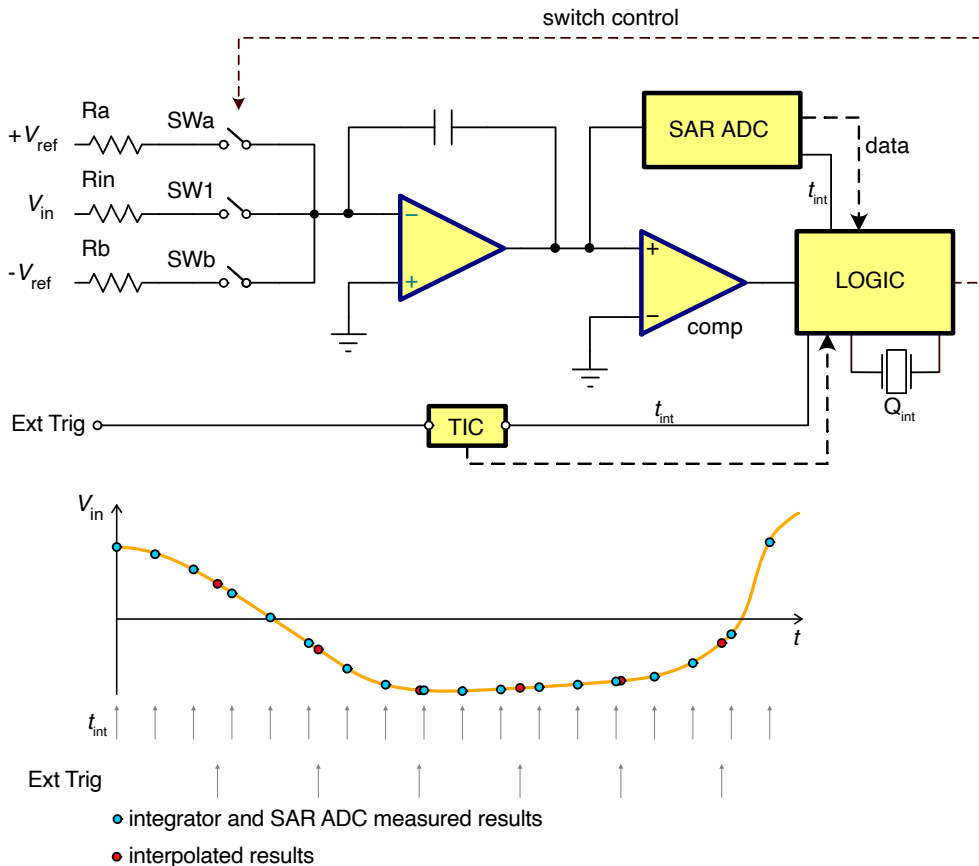 switch control
Ra
SWa
+Vref
SAR ADC
data
Rin
SW1
tint
Vin
−
Rb
SWb
+
LOGIC
-Vref
+
−
comp
Ext Trig
TIC
tint
Qint
Vin
t
tint
Ext Trig
integrator and SAR ADC measured results
interpolated results